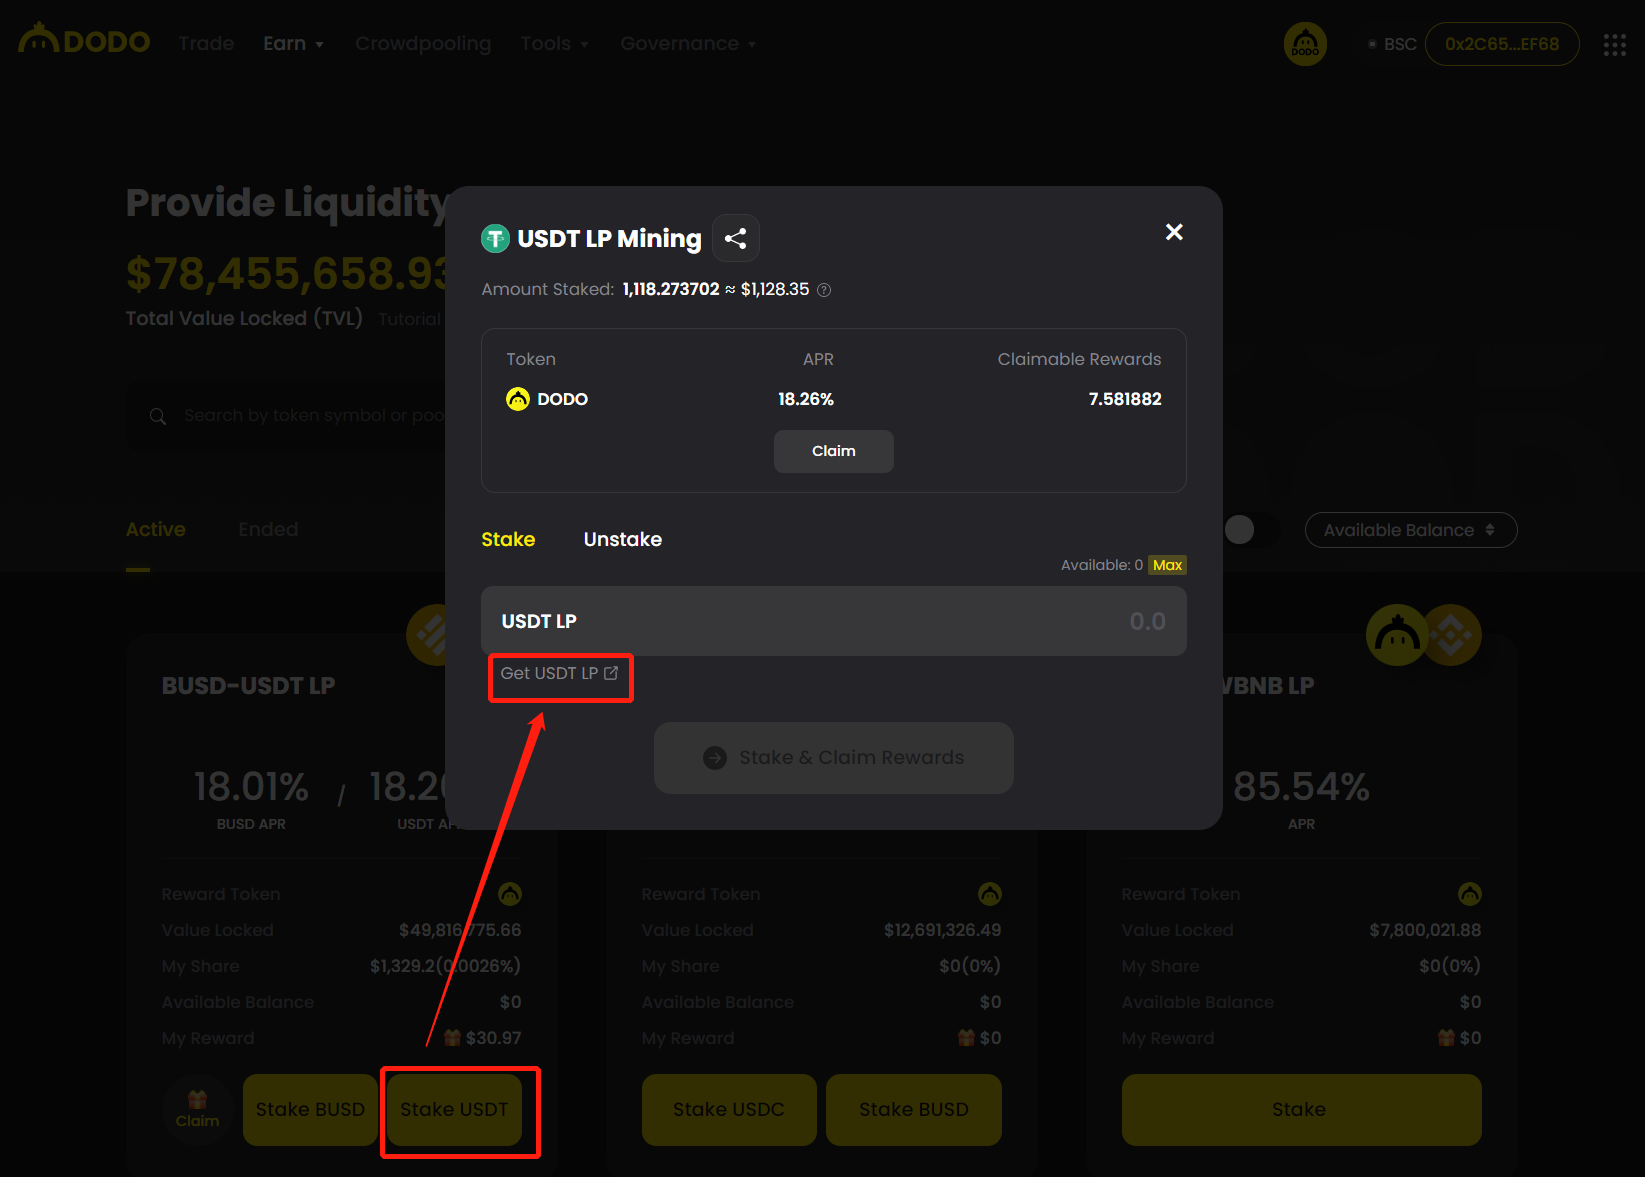 DODO
Trade
Earn
Crowdpooling
Tools
Governance
DODO
BSC
0x2C65...EF68
Provide Liquidity
$78,455,658.93
Total Value Locked (TVL)
Tutorial
Search by token symbol or poo
Active
Ended
Available Balance
USDT LP Mining
Amount Staked: 1,118.273702 ≈ $1,128.35
Token
APR
Claimable Rewards
DODO
18.26%
7.581882
Claim
Stake
Unstake
Available: 0 Max
USDT LP
0.0
Get USDT LP
Stake & Claim Rewards
BUSD-USDT LP
18.01%
/
BUSD APR
USDT
Reward Token
Value Locked
$49,816,775.66
My Share
$1,329.2(0.0026%)
Available Balance
$0
My Reward
$30.97
Claim
Stake BUSD
Stake USDT
Reward Token
Value Locked
$12,691,326.49
My Share
$0(0%)
Available Balance
$0
My Reward
$0
Stake USDC
Stake BUSD
WBNB LP
85.54%
APR
Reward Token
Value Locked
$7,800,021.88
My Share
$0(0%)
Available Balance
$0
My Reward
$0
Stake